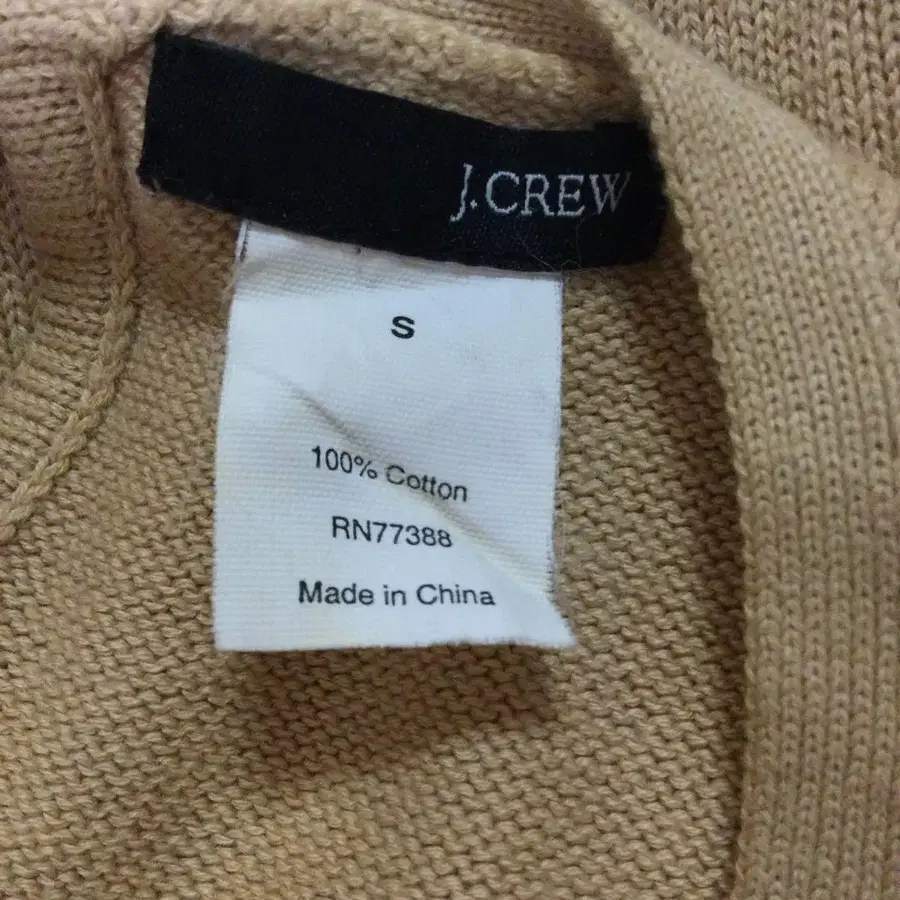 J.CREW
S
100% Cotton
RN77388
Made in China